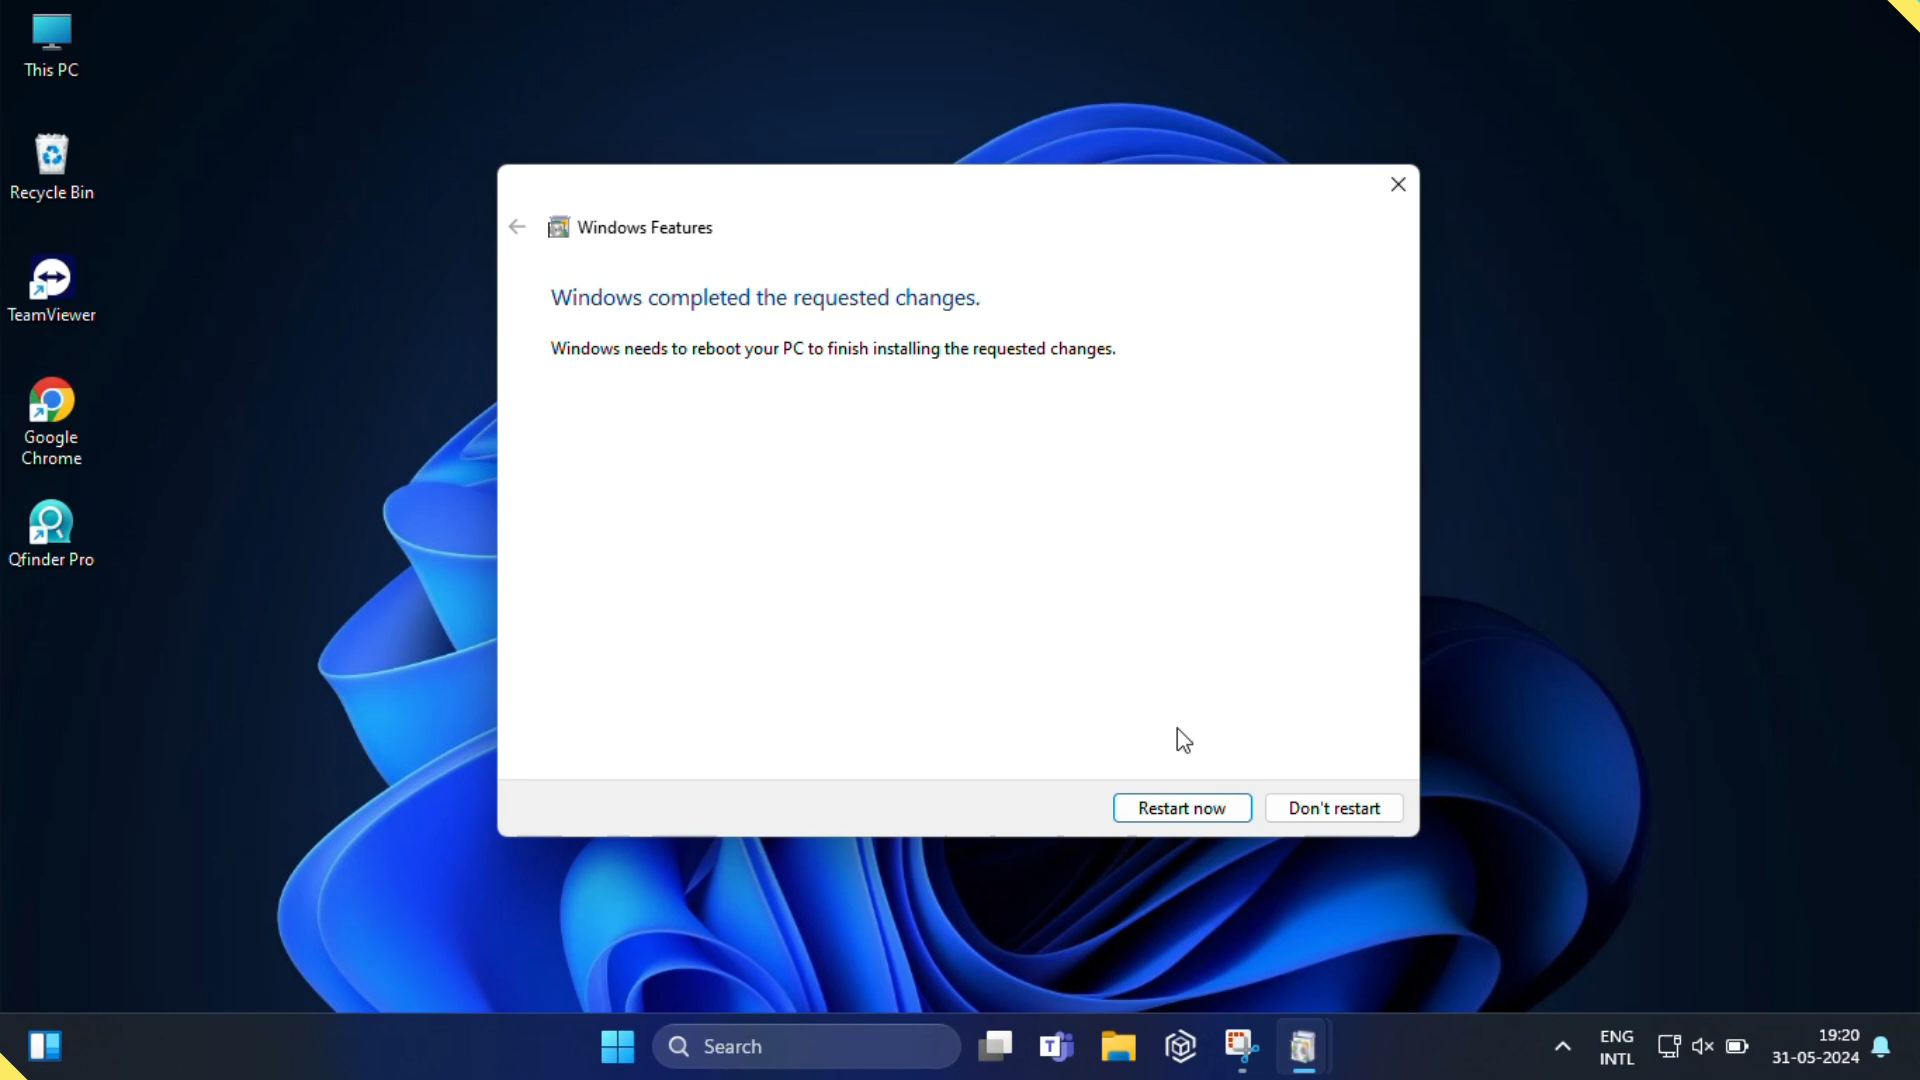 This PC
Recycle Bin
TeamViewer
Google
Chrome
Qfinder Pro
Windows Features
Windows completed the requested changes.
Windows needs to reboot your PC to finish installing the requested changes.
Restart now
Don't restart
Search
ENG
INTL
19:20
31-05-2024